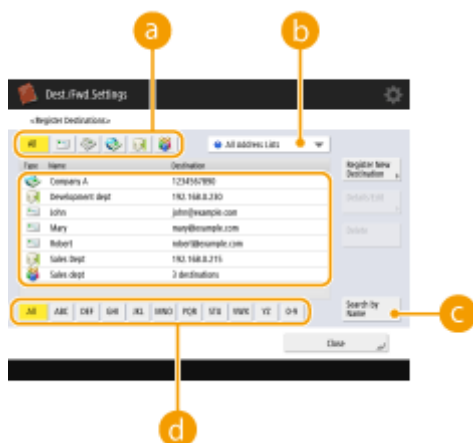 a
b
Dest./Fwd.Settings
<Register Destinations>
All
All Address Lists
Type Name Destination
Register New Destination
Company A 1234567890
Development dept 192.168.0.230
Details/Edit
John john@example.com
Mary mary@example.com
Delete
Robert robert@example.com
Sales Dept 192.168.0.215
Sales dept 3 destinations
All ABC DEF GHI JKL MNO PQR STU VWX YZ 0-9
Search by Name
c
Close
d